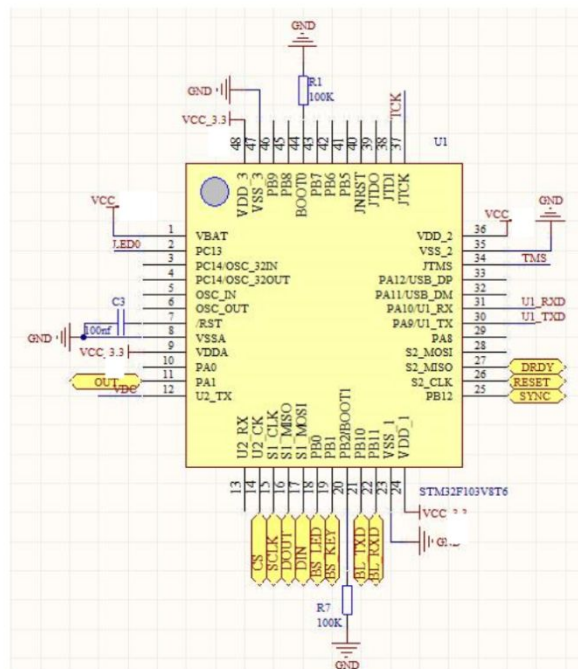 GND
R1
100K
GND
VCC_3.3
TCK
48
47
46
45
44
43
42
41
40
39
38
37
U1
VDD_3
VSS_3
PB9
PB8
BOOT0
PB7
PB6
PB5
JNRST
JTDO
JTDI
JTCK
VCC
1 VBAT
LED0 2 PC13
3 PC14/OSC_32IN
4 PC14/OSC_32OUT
5 OSC_IN
6 OSC_OUT
C3
100nf
7 /RST
GND 8 VSSA
VCC_3.3 9 VDDA
10 PA0
OUT 11 PA1
VDC 12 U2_TX
VCC
GND
VDD_2 36
VSS_2 35
JTMS 34 TMS
PA12/USB_DP 33
PA11/USB_DM 32
PA10/U1_RX 31 U1_RXD
PA9/U1_TX 30 U1_TXD
PA8 29
S2_MOSI 28
S2_MISO 27 DRDY
S2_CLK 26 RESET
PB12 25 SYNC
U2_RX
U2_CK
S1_CLK
S1_MISO
S1_MOSI
PB0
PB1
PB2/BOOT1
PB10
PB11
VSS_1
VDD_1
13
14
15
16
17
18
19
20
21
22
23
24
STM32F103V8T6
VCC_3.3
CS
SCLK
DOUT
DIN
BS_LED
BS_KEY
BL_TXD
BL_RXD
R7
100K
GND